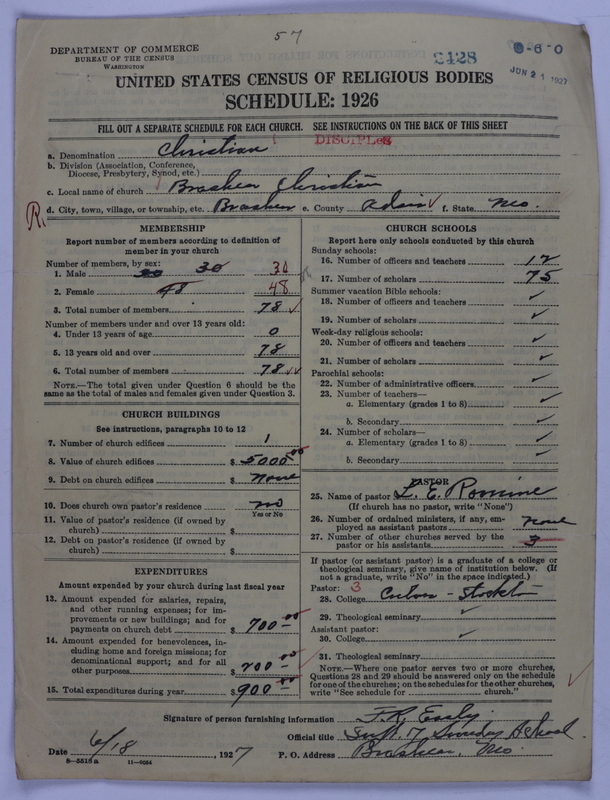 57
DEPARTMENT OF COMMERCE
BUREAU OF THE CENSUS
WASHINGTON
2428
9-6-0
JUN 21 1927
UNITED STATES CENSUS OF RELIGIOUS BODIES
SCHEDULE: 1926
FILL OUT A SEPARATE SCHEDULE FOR EACH CHURCH. SEE INSTRUCTIONS ON THE BACK OF THIS SHEET
DISCIPLES
a. Denomination Christian
b. Division (Association, Conference, Diocese, Presbytery, Synod, etc.)
c. Local name of church Brashear Christian
d. City, town, village, or township, etc. Brashear e. County Adair f. State Mo.
R
MEMBERSHIP
Report number of members according to definition of member in your church
Number of members, by sex:
1. Male 30 30 30
2. Female 48 48
3. Total number of members 78
Number of members under and over 13 years old:
4. Under 13 years of age 0
5. 13 years old and over 78
6. Total number of members 78
NOTE.—The total given under Question 6 should be the same as the total of males and females given under Question 3.
CHURCH BUILDINGS
See instructions, paragraphs 10 to 12
7. Number of church edifices 1
8. Value of church edifices $ 5000.00
9. Debt on church edifices $ none
10. Does church own pastor's residence no
Yes or No
11. Value of pastor's residence (if owned by church) $
12. Debt on pastor's residence (if owned by church) $
EXPENDITURES
Amount expended by your church during last fiscal year
13. Amount expended for salaries, repairs, and other running expenses; for improvements or new buildings; and for payments on church debt $ 700.00
14. Amount expended for benevolences, including home and foreign missions; for denominational support; and for all other purposes $ 200.00
15. Total expenditures during year $ 900.00
CHURCH SCHOOLS
Report here only schools conducted by this church
Sunday schools:
16. Number of officers and teachers 12
17. Number of scholars 75
Summer vacation Bible schools:
18. Number of officers and teachers ✓
19. Number of scholars ✓
Week-day religious schools:
20. Number of officers and teachers ✓
21. Number of scholars ✓
Parochial schools:
22. Number of administrative officers ✓
23. Number of teachers—
a. Elementary (grades 1 to 8) ✓
b. Secondary ✓
24. Number of scholars—
a. Elementary (grades 1 to 8) ✓
b. Secondary ✓
PASTOR
25. Name of pastor L. E. Romine
(If church has no pastor, write "None")
26. Number of ordained ministers, if any, employed as assistant pastors none
27. Number of other churches served by the pastor or his assistants 3
If pastor (or assistant pastor) is a graduate of a college or theological seminary, give name of institution below. (If not a graduate, write "No" in the space indicated.)
Pastor: 3
28. College Culver-Stockton
29. Theological seminary ✓
Assistant pastor:
30. College ✓
31. Theological seminary
NOTE.—Where one pastor serves two or more churches, Questions 28 and 29 should be answered only on the schedule for one of the churches; on the schedules for the other churches, write "See schedule for church."
Signature of person furnishing information F. R. Easly
Official title Supt. of Sunday School.
Date 6/18, 1927 P. O. Address Brashear, Mo.
8—5518a 11—9054